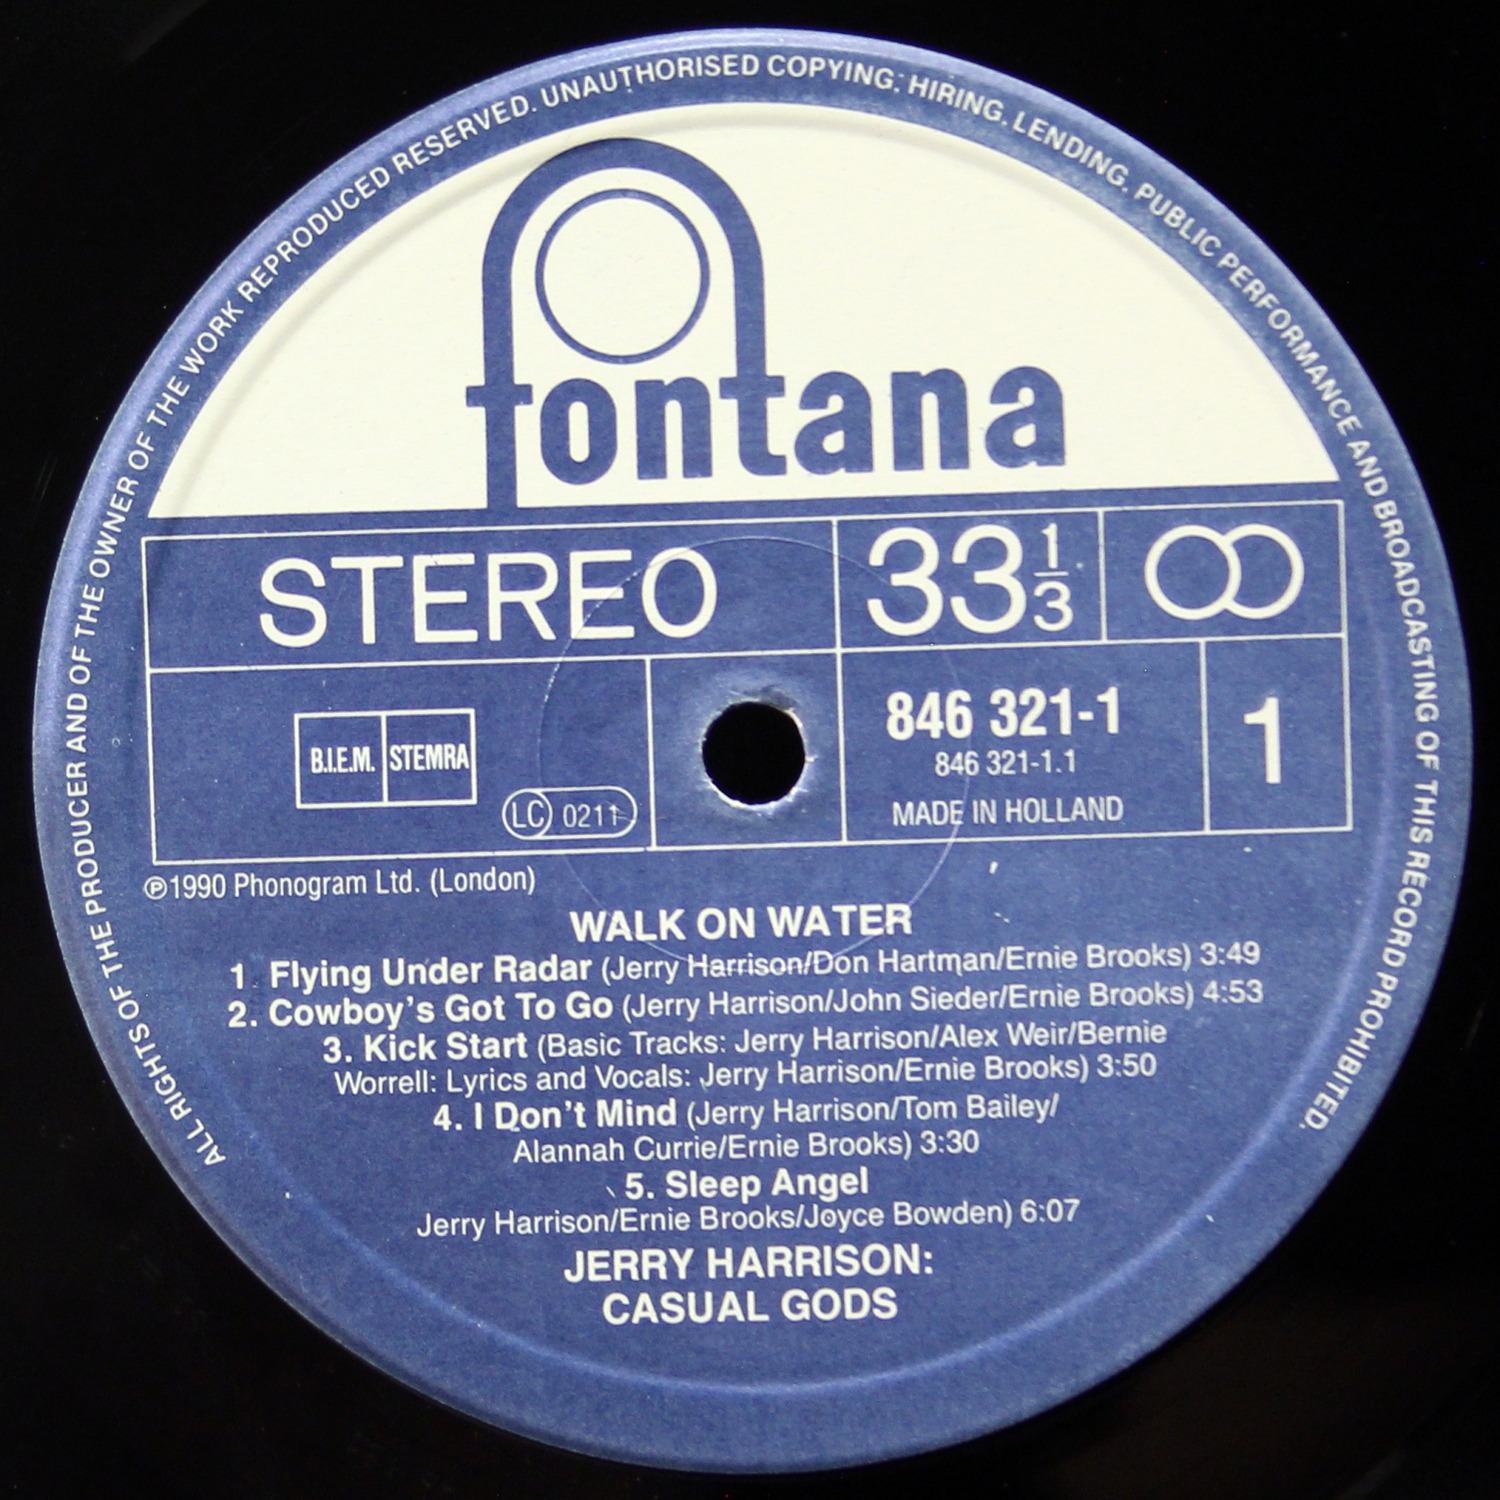 ALL RIGHTS OF THE PRODUCER AND OF THE OWNER OF THE WORK REPRODUCED RESERVED. UNAUTHORISED COPYING, HIRING, LENDING, PUBLIC PERFORMANCE AND BROADCASTING OF THIS RECORD PROHIBITED.
fontana
STEREO
33 1/3
B.I.E.M. STEMRA
LC 0211
846 321-1
846 321-1.1
MADE IN HOLLAND
1
℗1990 Phonogram Ltd. (London)
WALK ON WATER
1 Flying Under Radar (Jerry Harrison/Don Hartman/Ernie Brooks) 3:49
2. Cowboy's Got To Go (Jerry Harrison/John Sieder/Ernie Brooks) 4:53
3. Kick Start (Basic Tracks: Jerry Harrison/Alex Weir/Bernie
Worrell: Lyrics and Vocals: Jerry Harrison/Ernie Brooks) 3:50
4. I Don't Mind (Jerry Harrison/Tom Bailey/
Alannah Currie/Ernie Brooks) 3:30
5. Sleep Angel
Jerry Harrison/Ernie Brooks/Joyce Bowden) 6:07
JERRY HARRISON:
CASUAL GODS